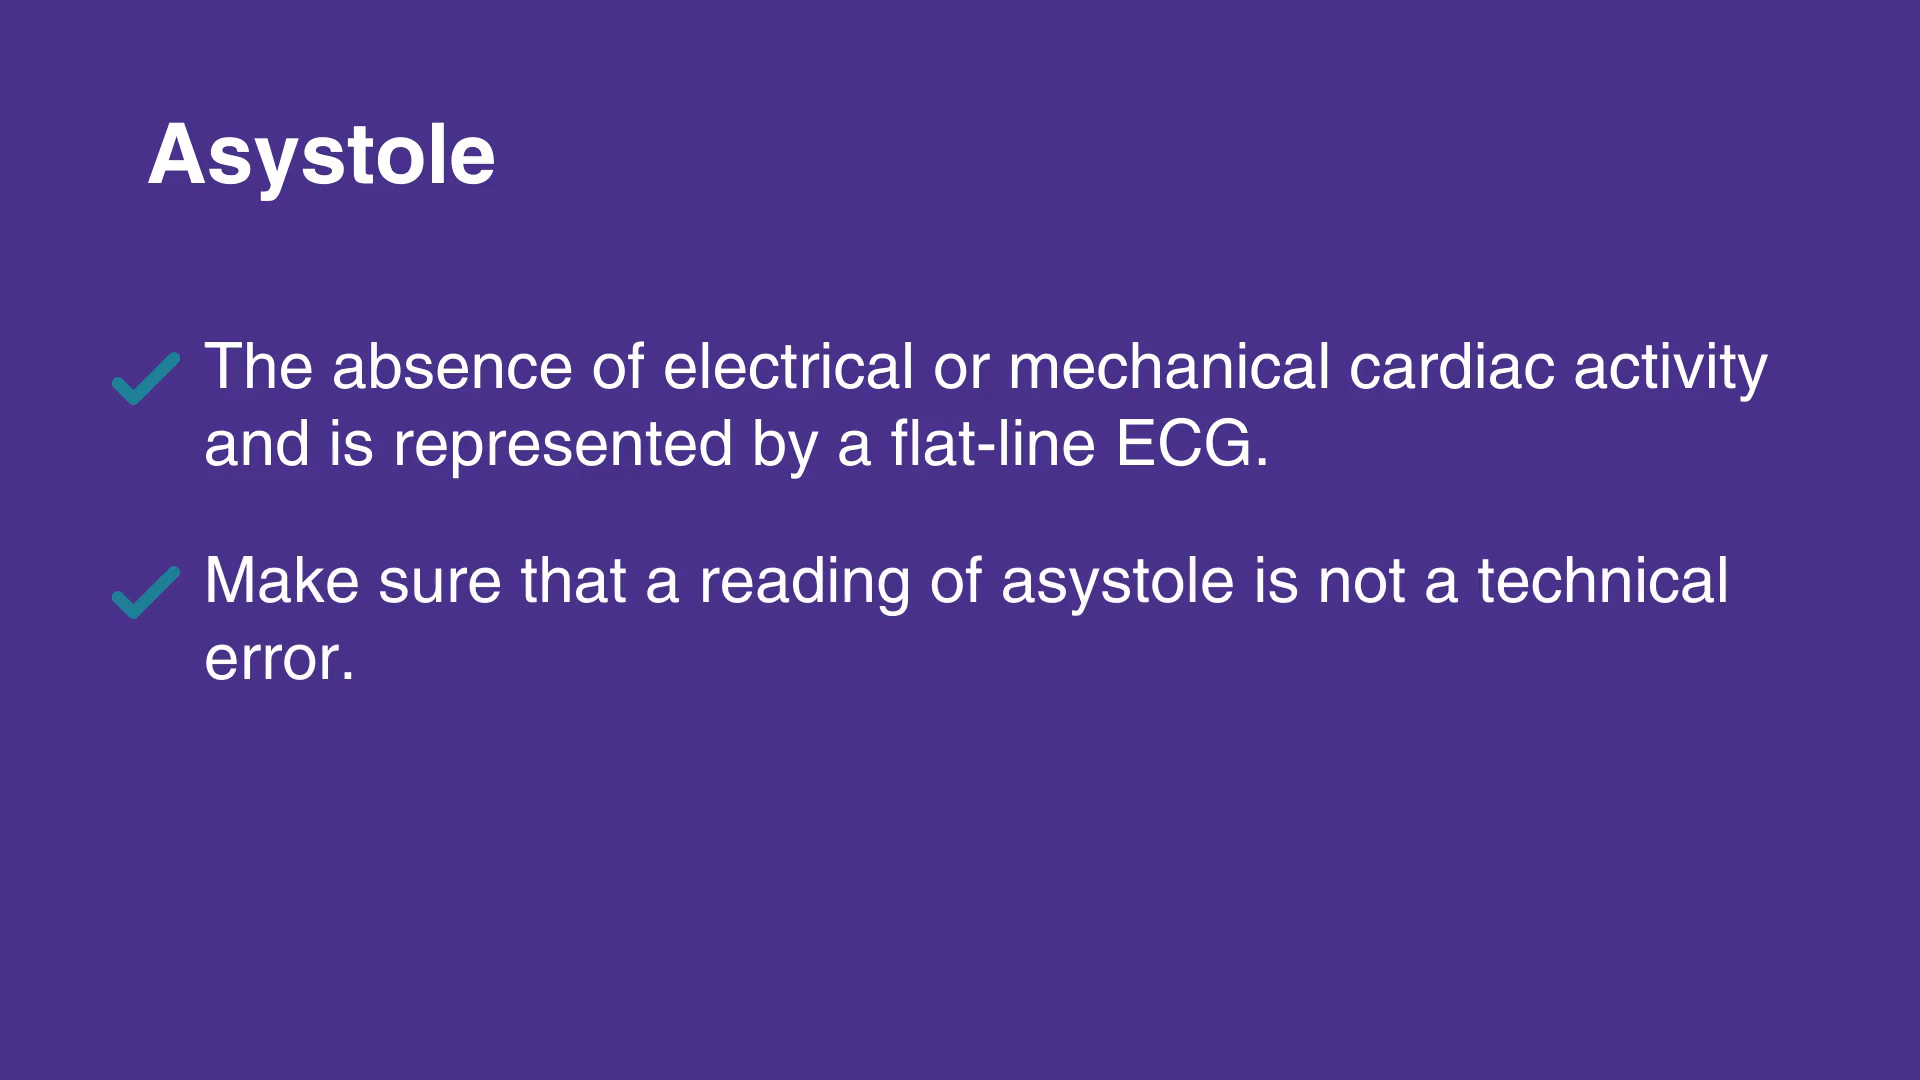 Asystole
The absence of electrical or mechanical cardiac activity
and is represented by a flat-line ECG.
Make sure that a reading of asystole is not a technical
error.